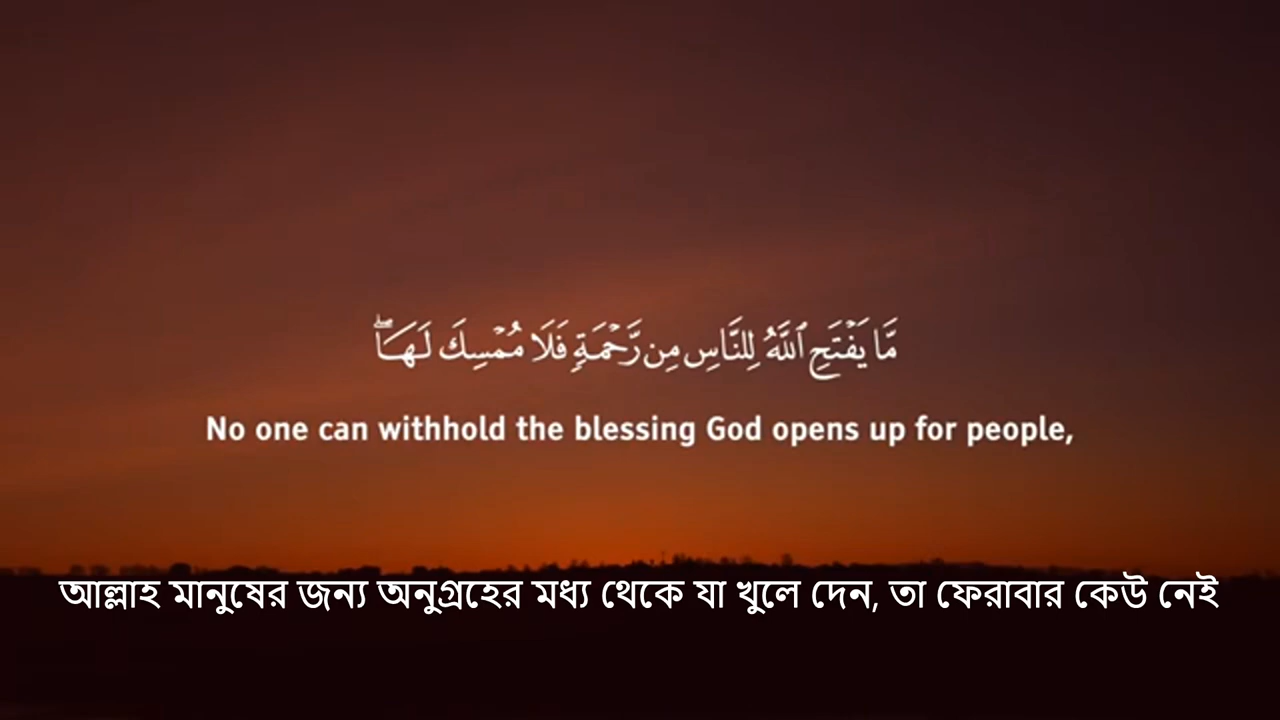 مَّا يَفْتَحِ ٱللَّهُ لِلنَّاسِ مِن رَّحْمَةٍ فَلَا مُمْسِكَ لَهَاۖ
No one can withhold the blessing God opens up for people,
আল্লাহ মানুষের জন্য অনুগ্রহের মধ্য থেকে যা খুলে দেন, তা ফেরাবার কেউ নেই